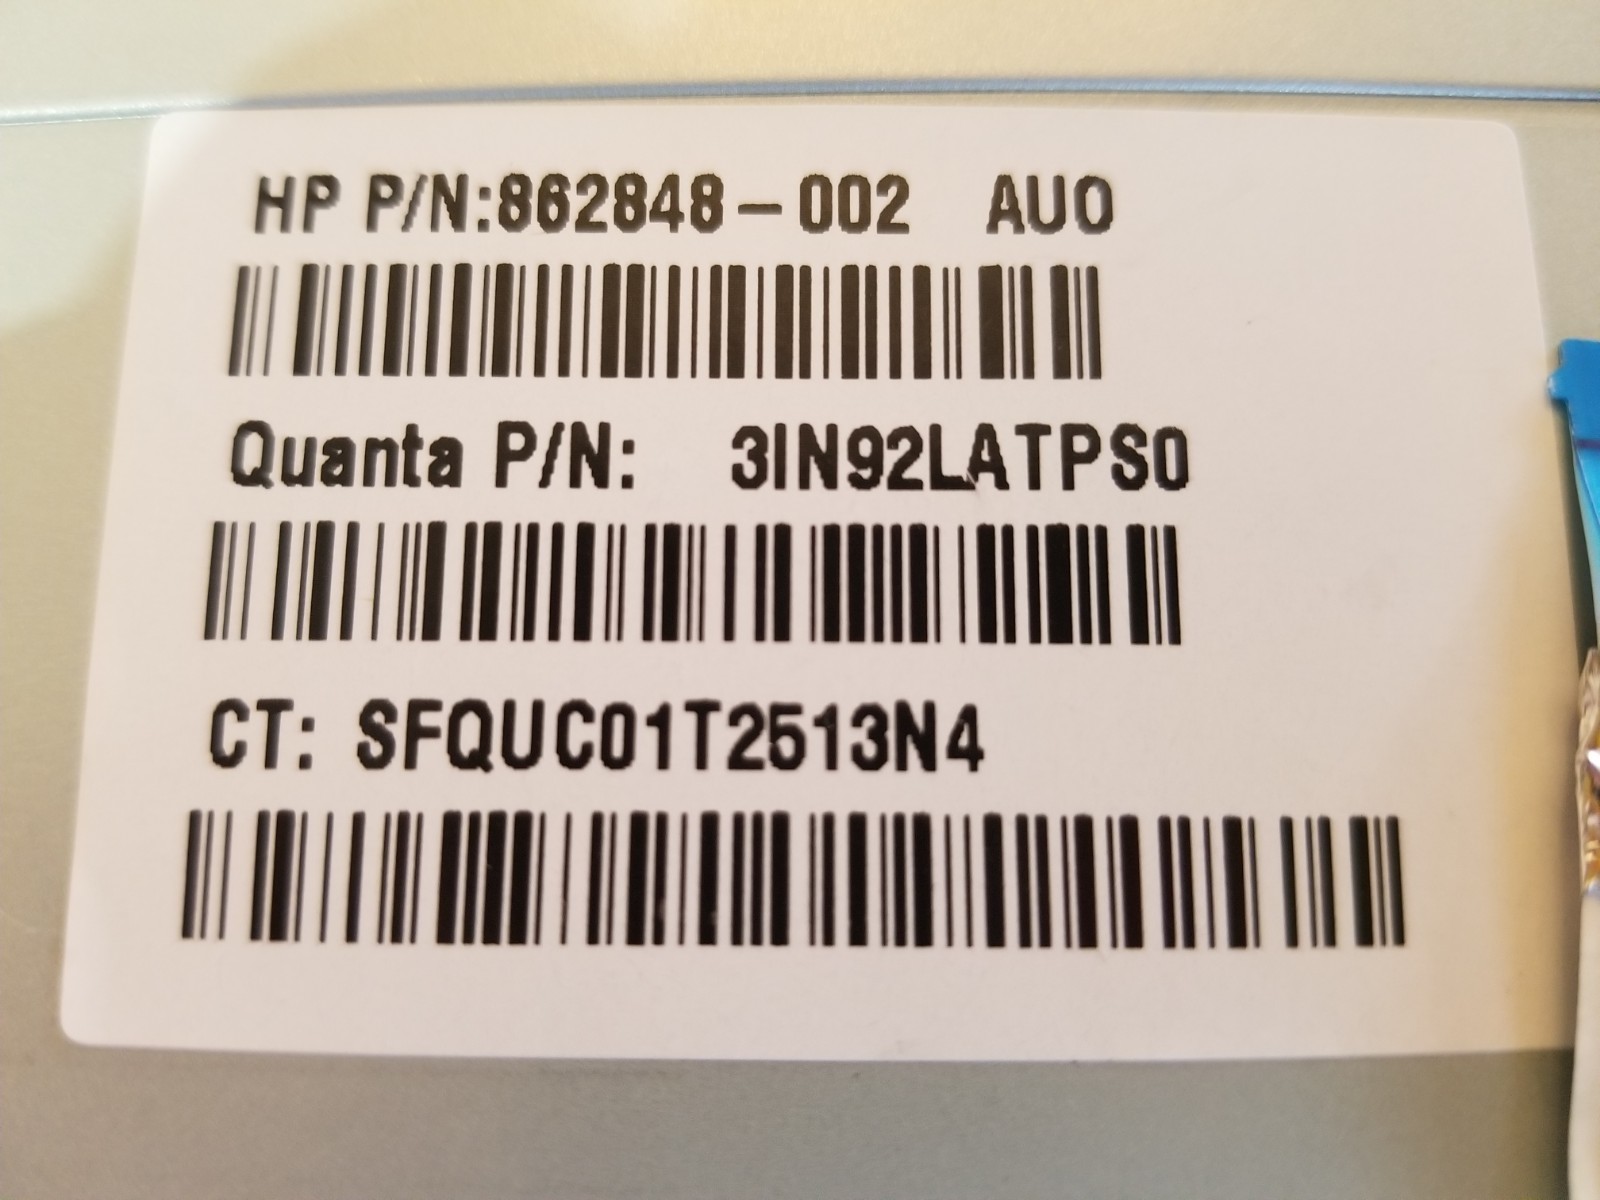 HP P/N:862848-002 AUO
Quanta P/N: 3IN92LATPS0
CT: SFQUC01T2513N4